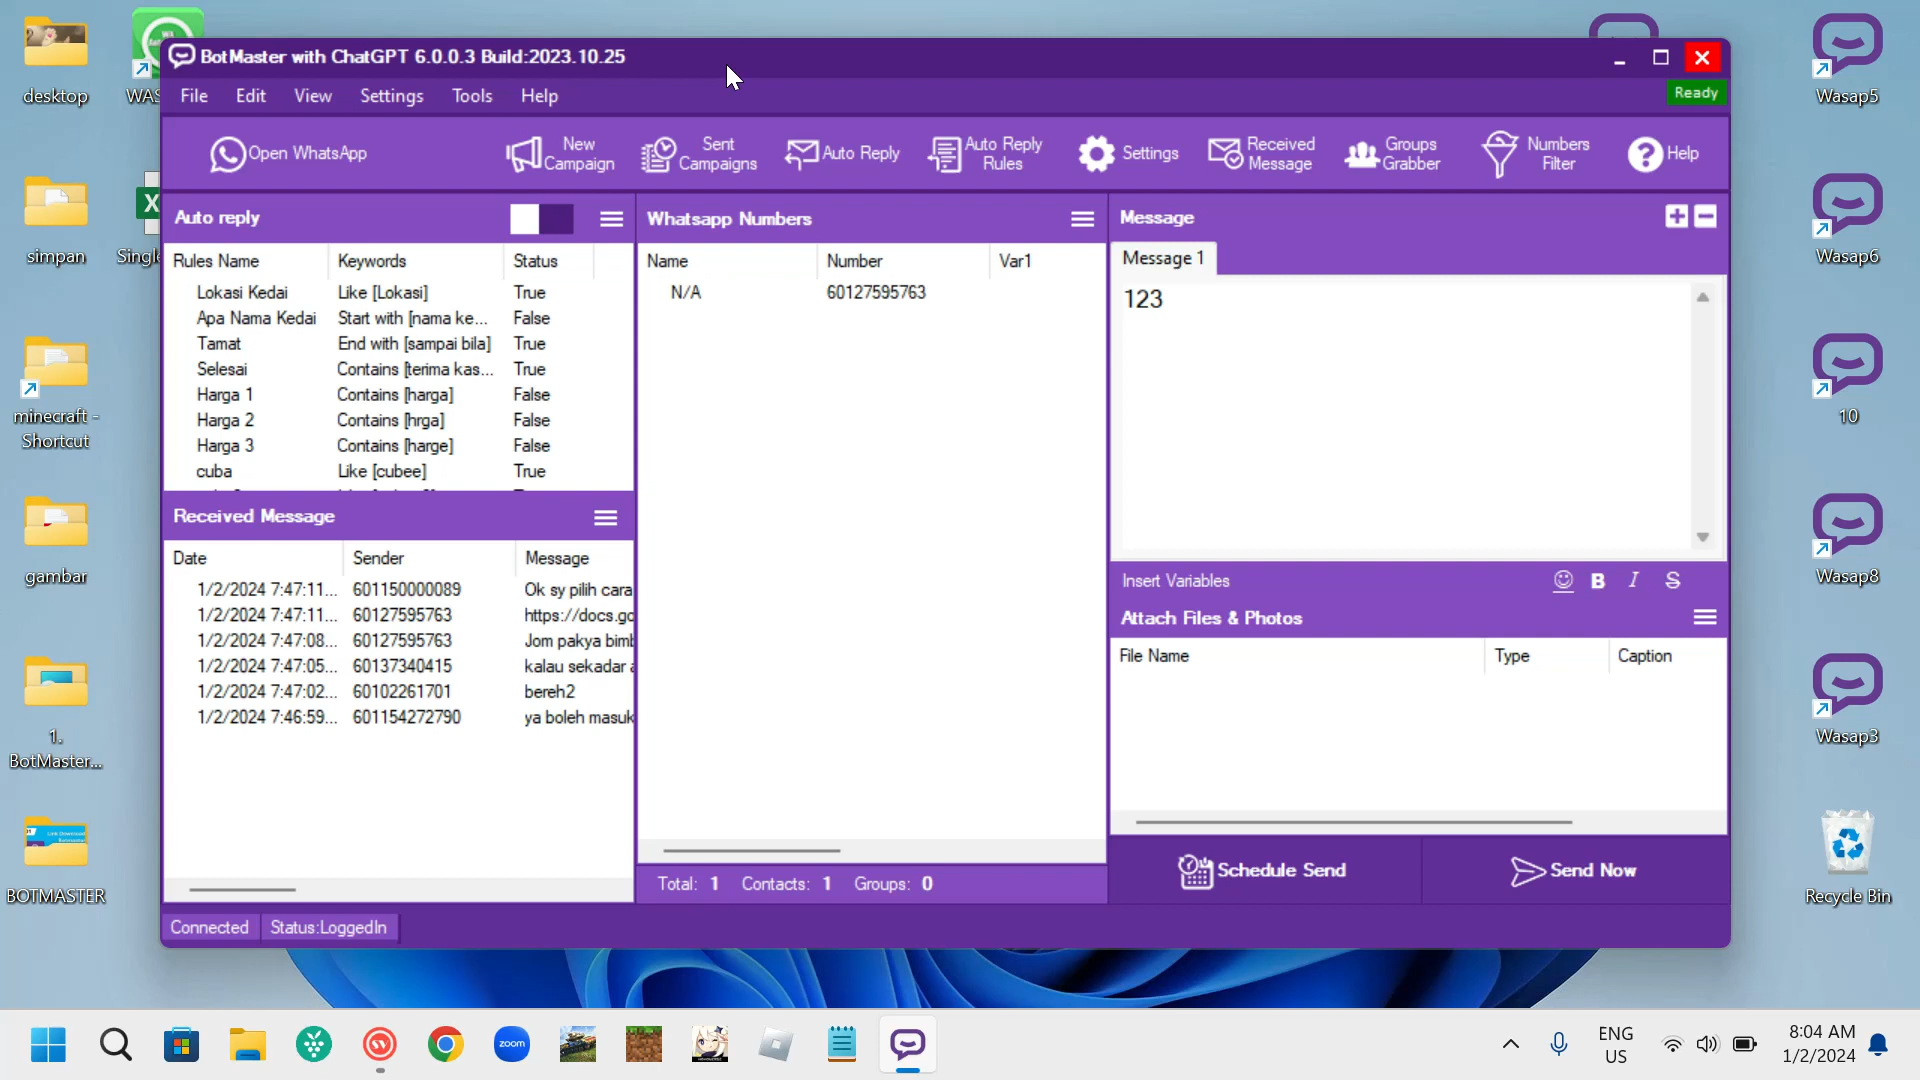 desktop
WAS
simpan
Single
minecraft -
Shortcut
gambar
1.
BotMaster...
BOTMASTER
BotMaster with ChatGPT 6.0.0.3 Build:2023.10.25
File Edit View Settings Tools Help
Ready
Open WhatsApp
New Campaign
Sent Campaigns
Auto Reply
Auto Reply Rules
Settings
Received Message
Groups Grabber
Numbers Filter
Help
Auto reply
Rules Name Keywords Status
Lokasi Kedai Like [Lokasi] True
Apa Nama Kedai Start with [nama ke... False
Tamat End with [sampai bila] True
Selesai Contains [terima kas... True
Harga 1 Contains [harga] False
Harga 2 Contains [hrga] False
Harga 3 Contains [harge] False
cuba Like [cubee] True
Received Message
Date Sender Message
1/2/2024 7:47:11... 601150000089 Ok sy pilih cara
1/2/2024 7:47:11... 60127595763 https://docs.go
1/2/2024 7:47:08... 60127595763 Jom pakya bimb
1/2/2024 7:47:05... 60137340415 kalau sekadar a
1/2/2024 7:47:02... 60102261701 bereh2
1/2/2024 7:46:59... 601154272790 ya boleh masuk
Connected Status:LoggedIn
Whatsapp Numbers
Name Number Var1
N/A 60127595763
Total: 1 Contacts: 1 Groups: 0
Message
Message 1
123
Insert Variables B I S
Attach Files & Photos
File Name Type Caption
Schedule Send
Send Now
Wasap5
Wasap6
10
Wasap8
Wasap3
Recycle Bin
zoom
ENG
US
8:04 AM
1/2/2024